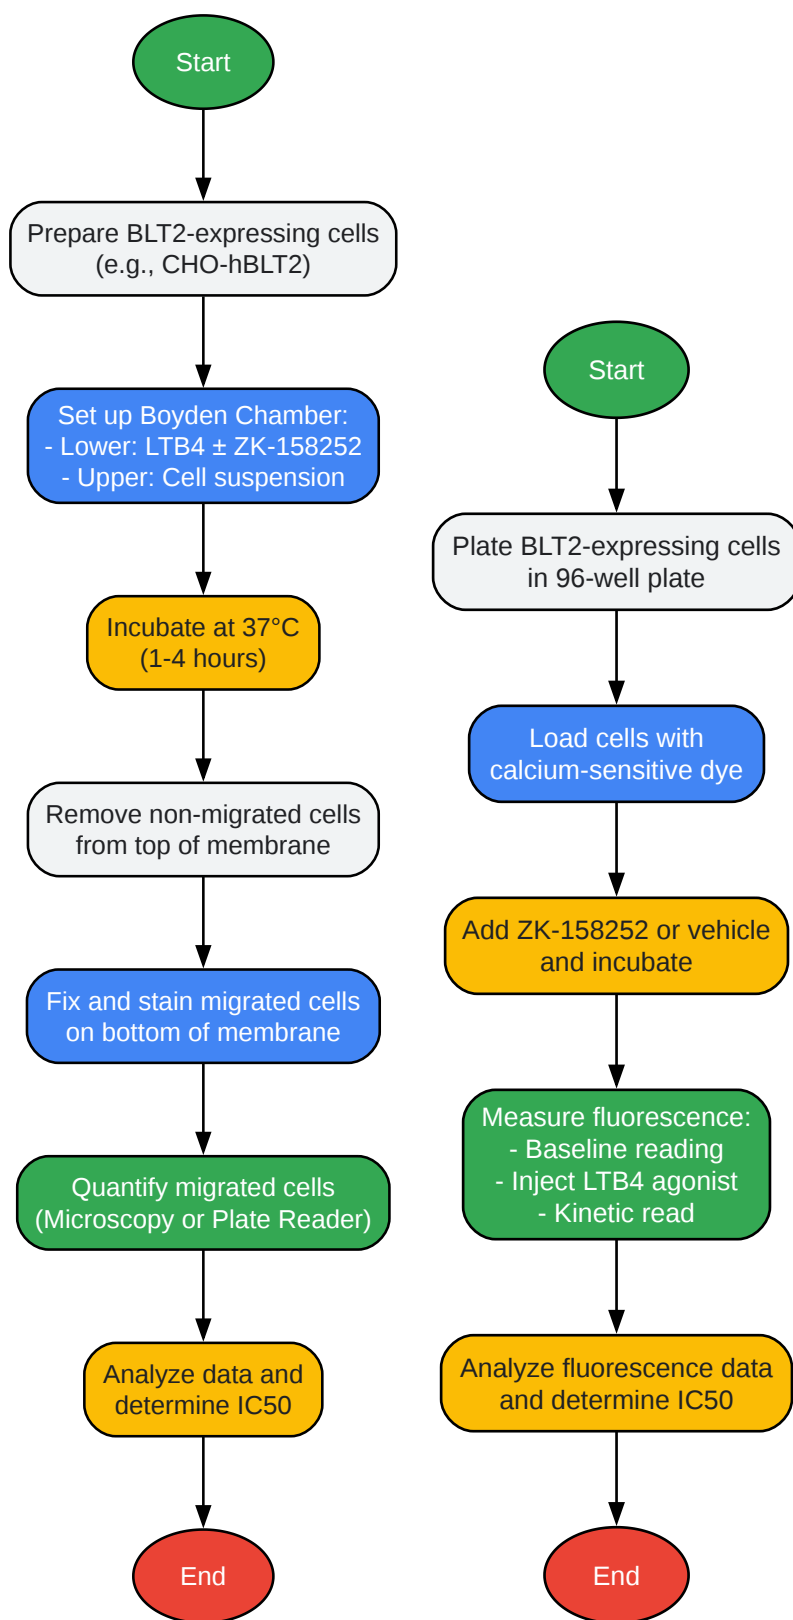 Start
Prepare BLT2-expressing cells
(e.g., CHO-hBLT2)
Set up Boyden Chamber:
- Lower: LTB4 ± ZK-158252
- Upper: Cell suspension
Incubate at 37°C
(1-4 hours)
Remove non-migrated cells
from top of membrane
Fix and stain migrated cells
on bottom of membrane
Quantify migrated cells
(Microscopy or Plate Reader)
Analyze data and
determine IC50
End
Start
Plate BLT2-expressing cells
in 96-well plate
Load cells with
calcium-sensitive dye
Add ZK-158252 or vehicle
and incubate
Measure fluorescence:
- Baseline reading
- Inject LTB4 agonist
- Kinetic read
Analyze fluorescence data
and determine IC50
End